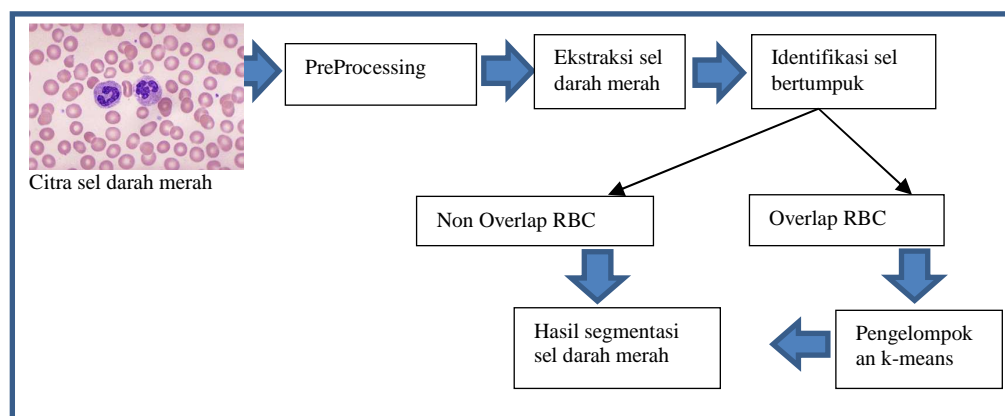 Citra sel darah merah
PreProcessing
Ekstraksi sel
darah merah
Identifikasi sel
bertumpuk
Non Overlap RBC
Overlap RBC
Hasil segmentasi
sel darah merah
Pengelompok
an k-means